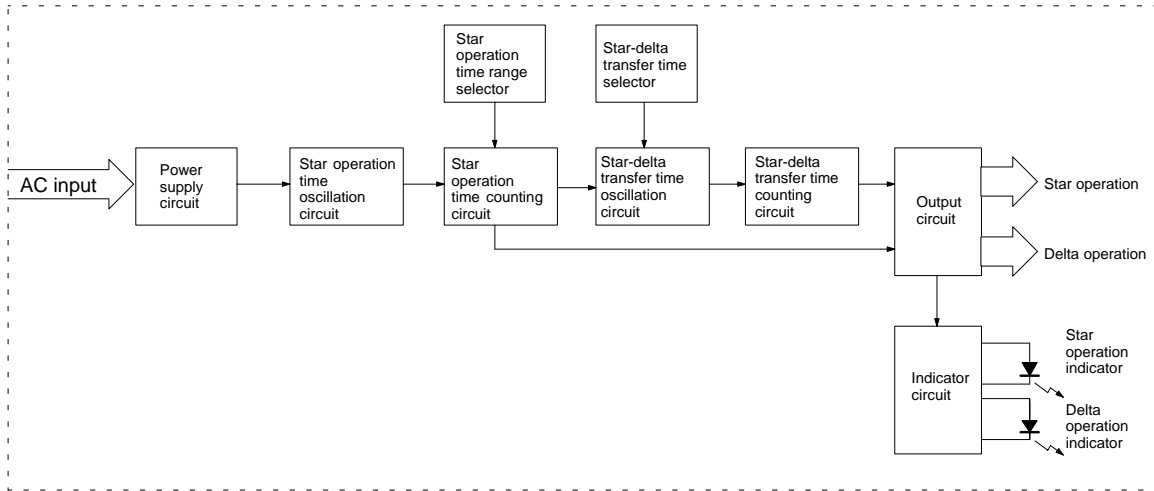 Star
operation
time range
selector
Star-delta
transfer time
selector
AC input
Power
supply
circuit
Star operation
time
oscillation
circuit
Star
operation
time counting
circuit
Star-delta
transfer time
oscillation
circuit
Star-delta
transfer time
counting
circuit
Output
circuit
Star operation
Delta operation
Indicator
circuit
Star
operation
indicator
Delta
operation
indicator